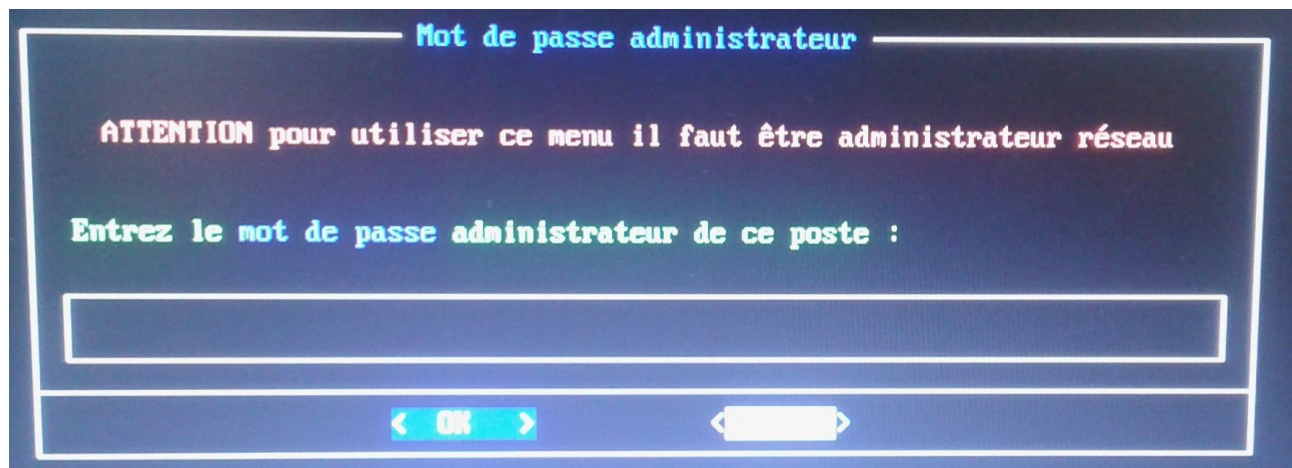 Mot de passe administrateur
ATTENTION pour utiliser ce menu il faut être administrateur réseau
Entrez le mot de passe administrateur de ce poste :
< OK > < >